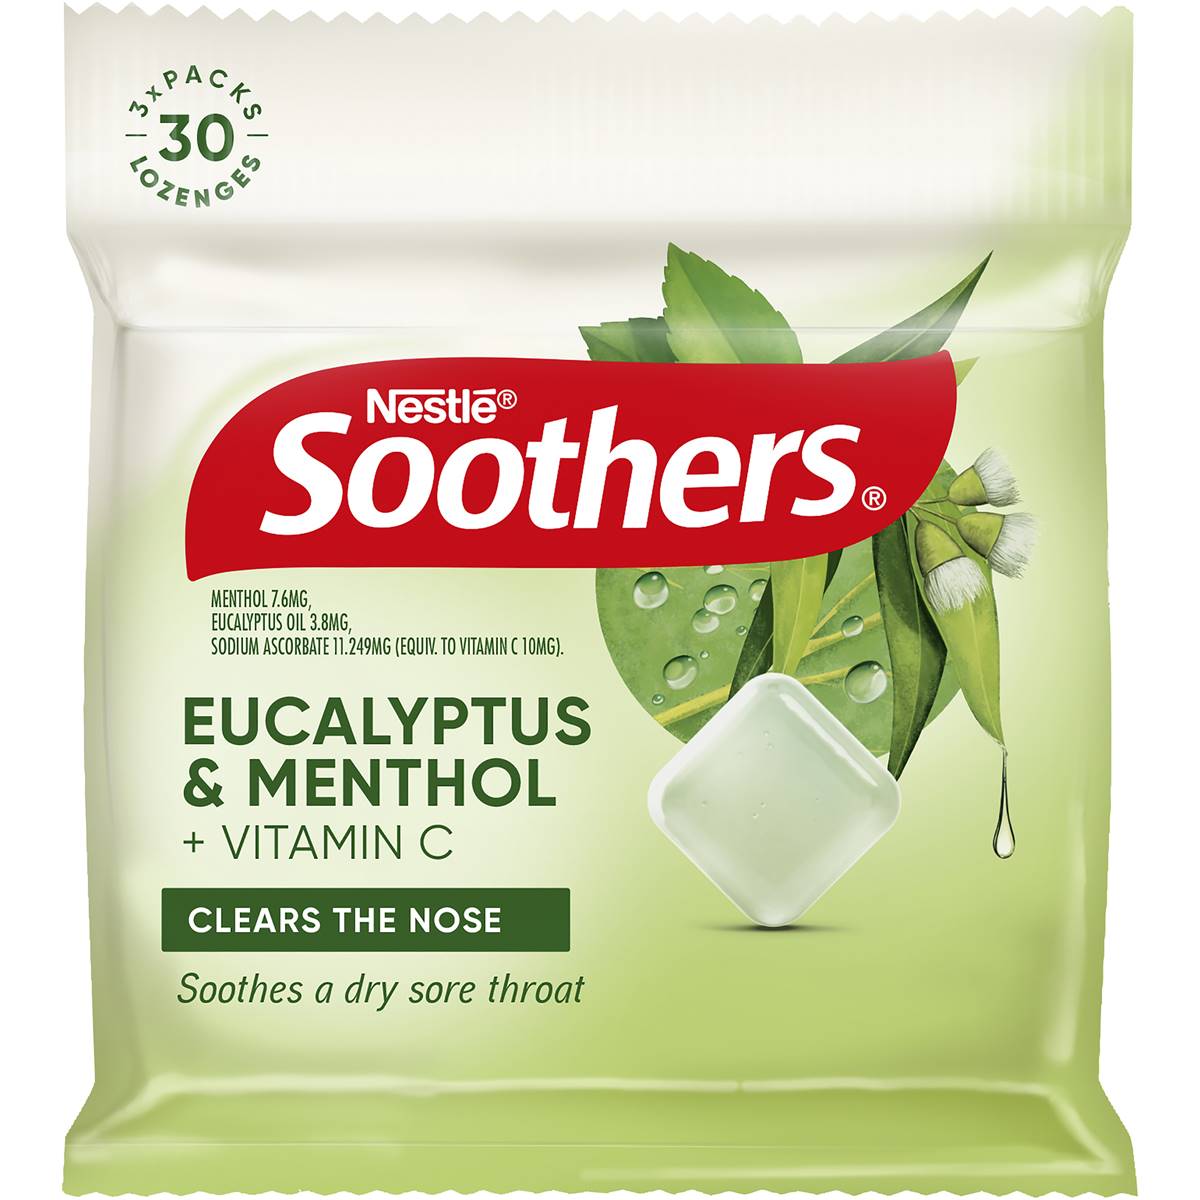 3xPACKS
30
LOZENGES
Nestlé®
Soothers®
MENTHOL 7.6MG,
EUCALYPTUS OIL 3.8MG,
SODIUM ASCORBATE 11.249MG (EQUIV. TO VITAMIN C 10MG).
EUCALYPTUS
& MENTHOL
+ VITAMIN C
CLEARS THE NOSE
Soothes a dry sore throat